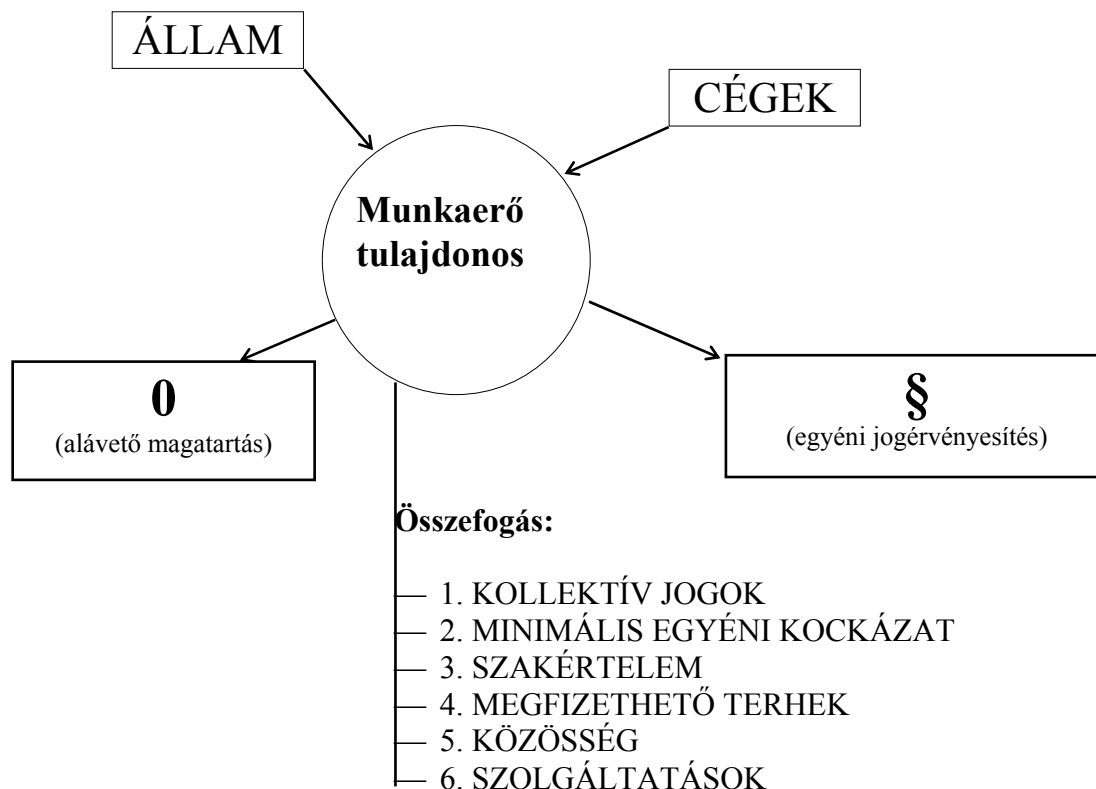 ÁLLAM
CÉGEK
Munkaerő
tulajdonos
0
(alávető magatartás)
§
(egyéni jogérvényesítés)
Összefogás:
1. KOLLEKTÍV JOGOK
2. MINIMÁLIS EGYÉNI KOCKÁZAT
3. SZAKÉRTELEM
4. MEGFIZETHETŐ TERHEK
5. KÖZÖSSÉG
6. SZOLGÁLTATÁSOK